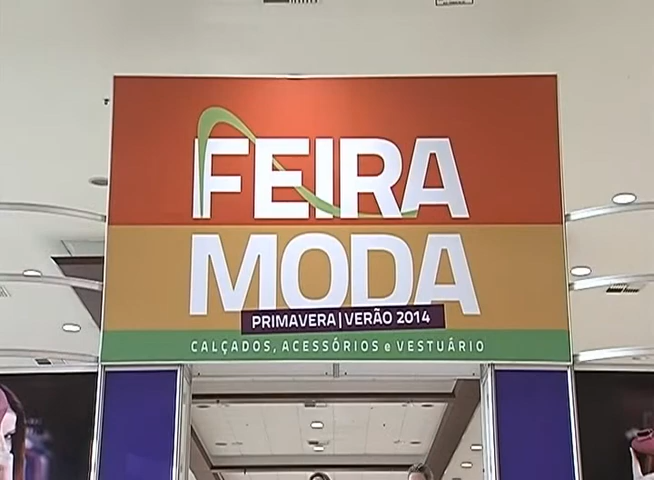 FEIRA
MODA
PRIMAVERA|VERÃO 2014
CALÇADOS, ACESSÓRIOS e VESTUÁRIO